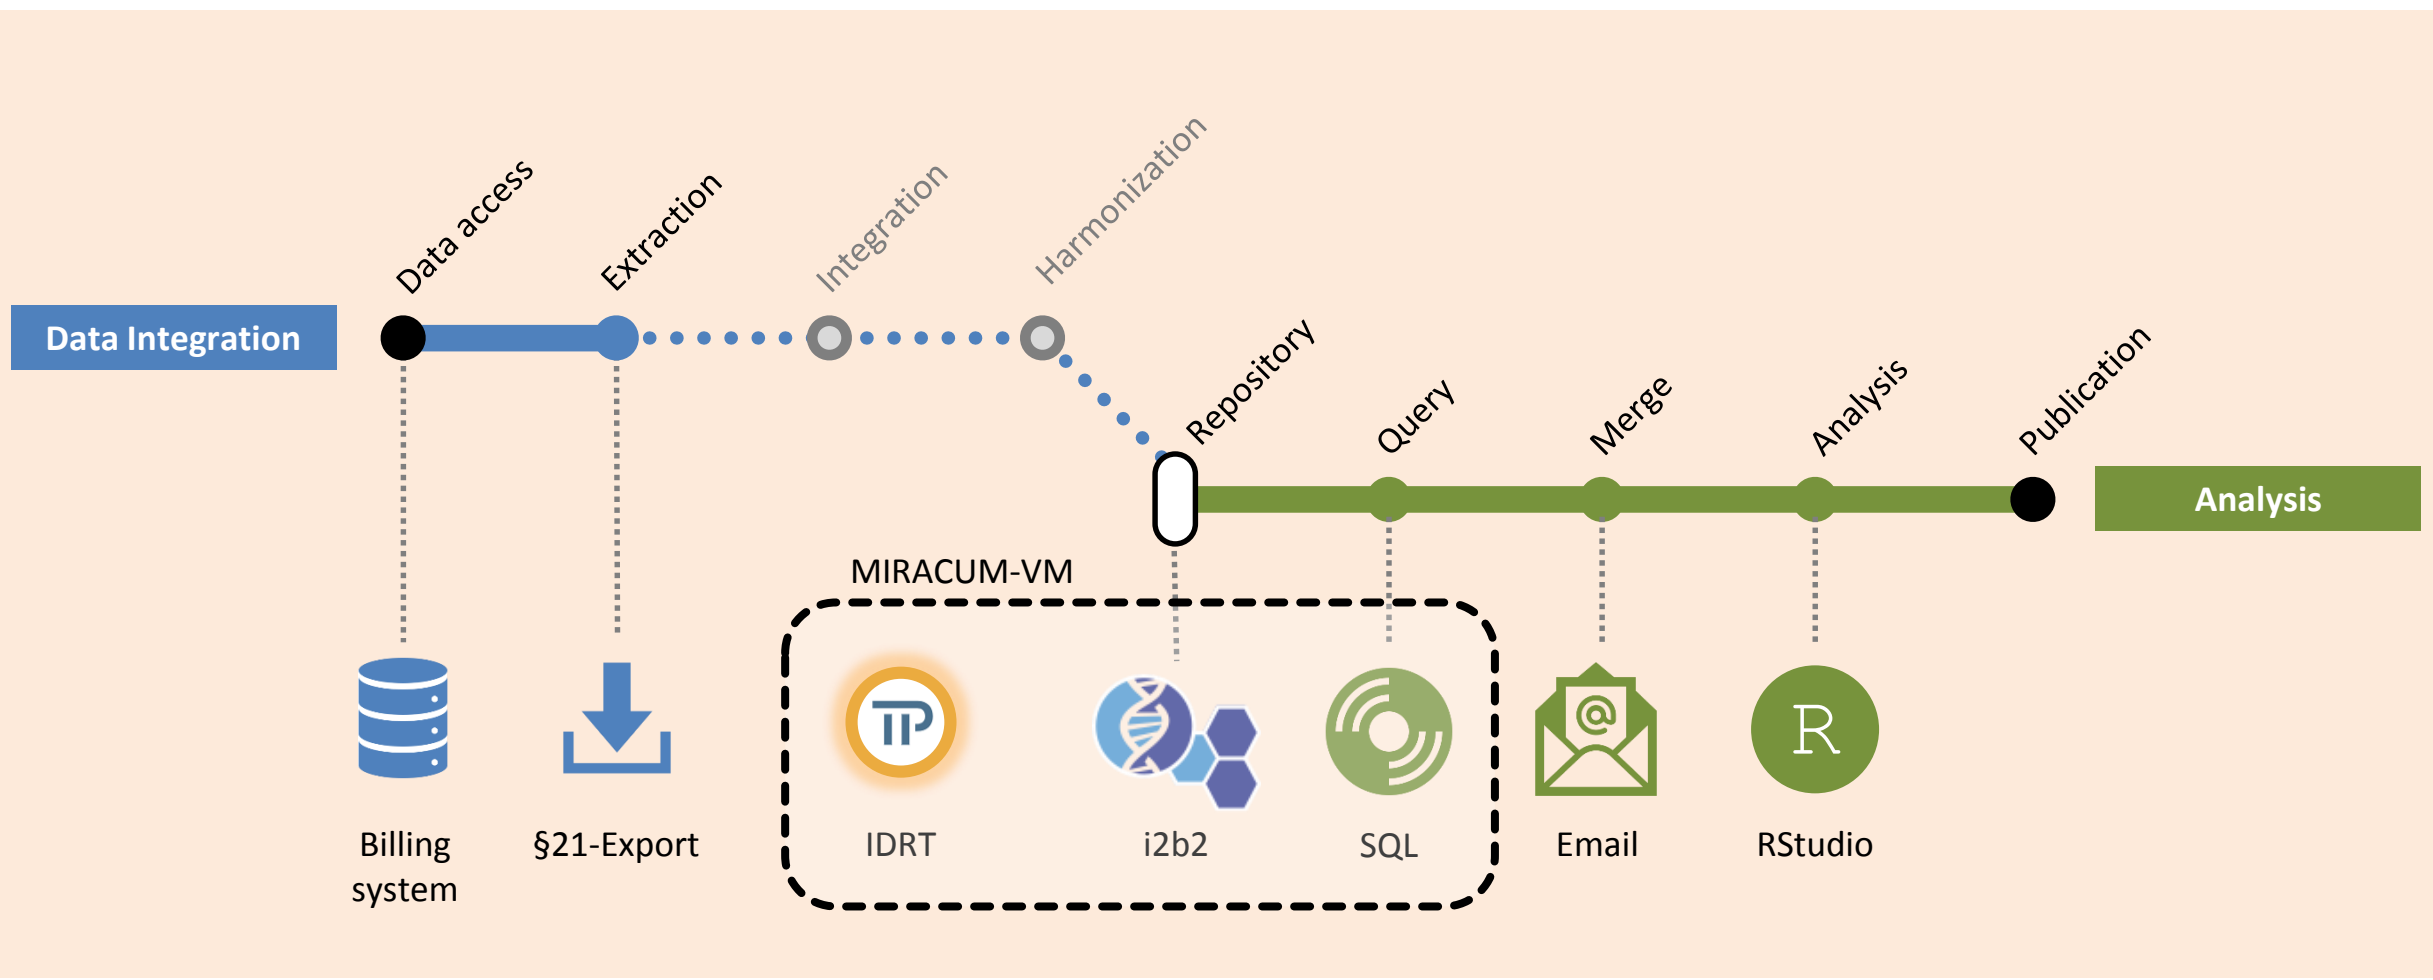 Data access
Extraction
Integration
Harmonization
Data Integration
Repository
Query
Merge
Analysis
Publication
Analysis
MIRACUM-VM
TP
@
R
Billing
system
§21-Export
IDRT
i2b2
SQL
Email
RStudio